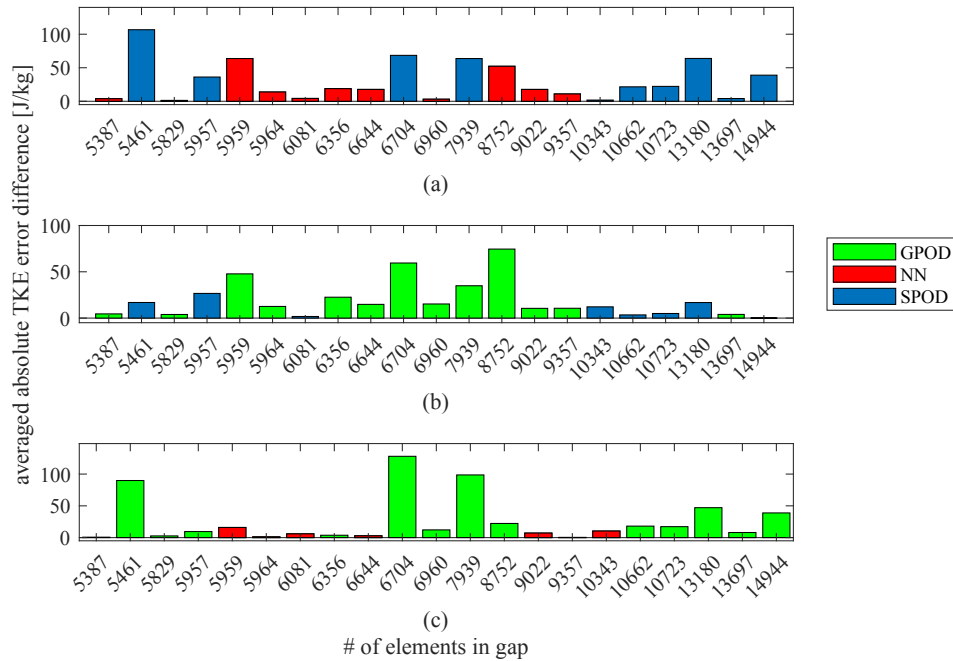 averaged absolute TKE error difference [J/kg]
100
50
0
5387 5461 5829 5957 5959 5964 6081 6356 6644 6704 6960 7939 8752 9022 9357 10343 10662 10723 13180 13697 14944
(a)
100
50
0
5387 5461 5829 5957 5959 5964 6081 6356 6644 6704 6960 7939 8752 9022 9357 10343 10662 10723 13180 13697 14944
(b)
GPOD
NN
SPOD
100
50
0
5387 5461 5829 5957 5959 5964 6081 6356 6644 6704 6960 7939 8752 9022 9357 10343 10662 10723 13180 13697 14944
(c)
# of elements in gap